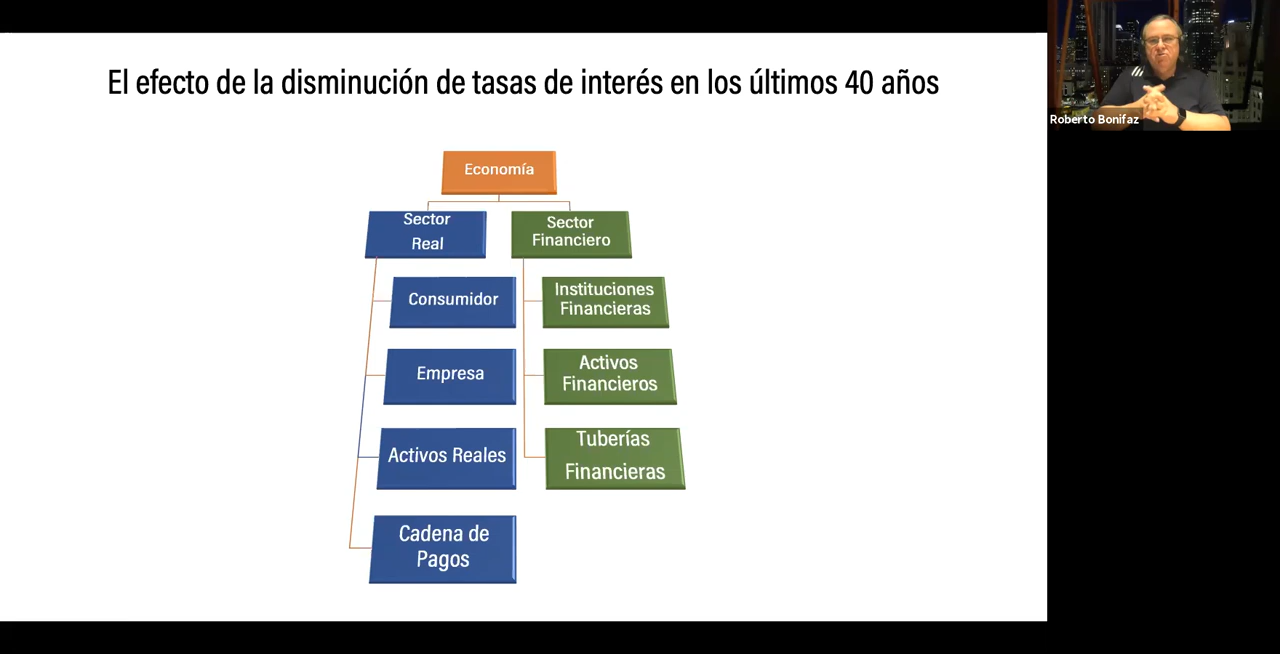 El efecto de la disminución de tasas de interés en los últimos 40 años
Roberto Bonifaz
Economía
Sector
Real
Sector
Financiero
Consumidor
Instituciones
Financieras
Empresa
Activos
Financieros
Activos Reales
Tuberías
Financieras
Cadena de
Pagos